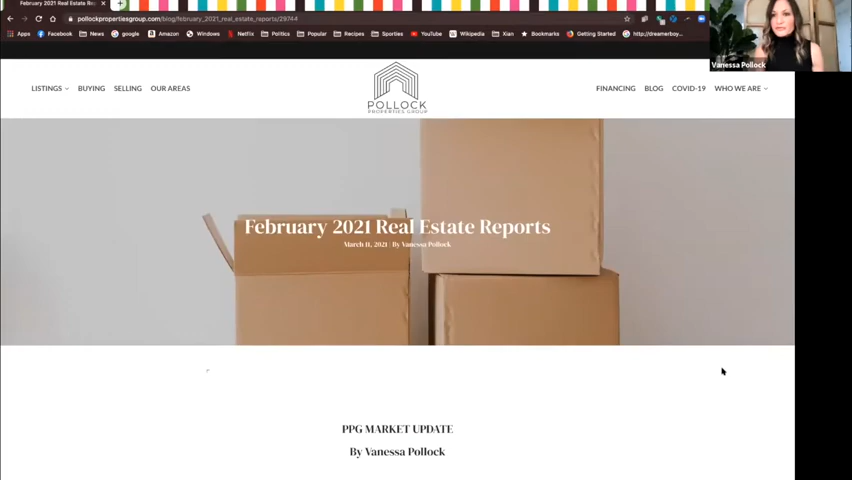 February 2021 Real Estate Rep
pollockpropertiesgroup.com/blog/february_2021_real_estate_reports/29744
Apps Facebook News google Amazon Windows Netflix Politics Popular Recipes Sporties YouTube Wikipedia Xian Bookmarks Getting Started http://dreamerboy...
Vanessa Pollock
LISTINGS BUYING SELLING OUR AREAS
POLLOCK
PROPERTIES GROUP
FINANCING BLOG COVID-19 WHO WE ARE
February 2021 Real Estate Reports
March 11, 2021 | By Vanessa Pollock
PPG MARKET UPDATE
By Vanessa Pollock